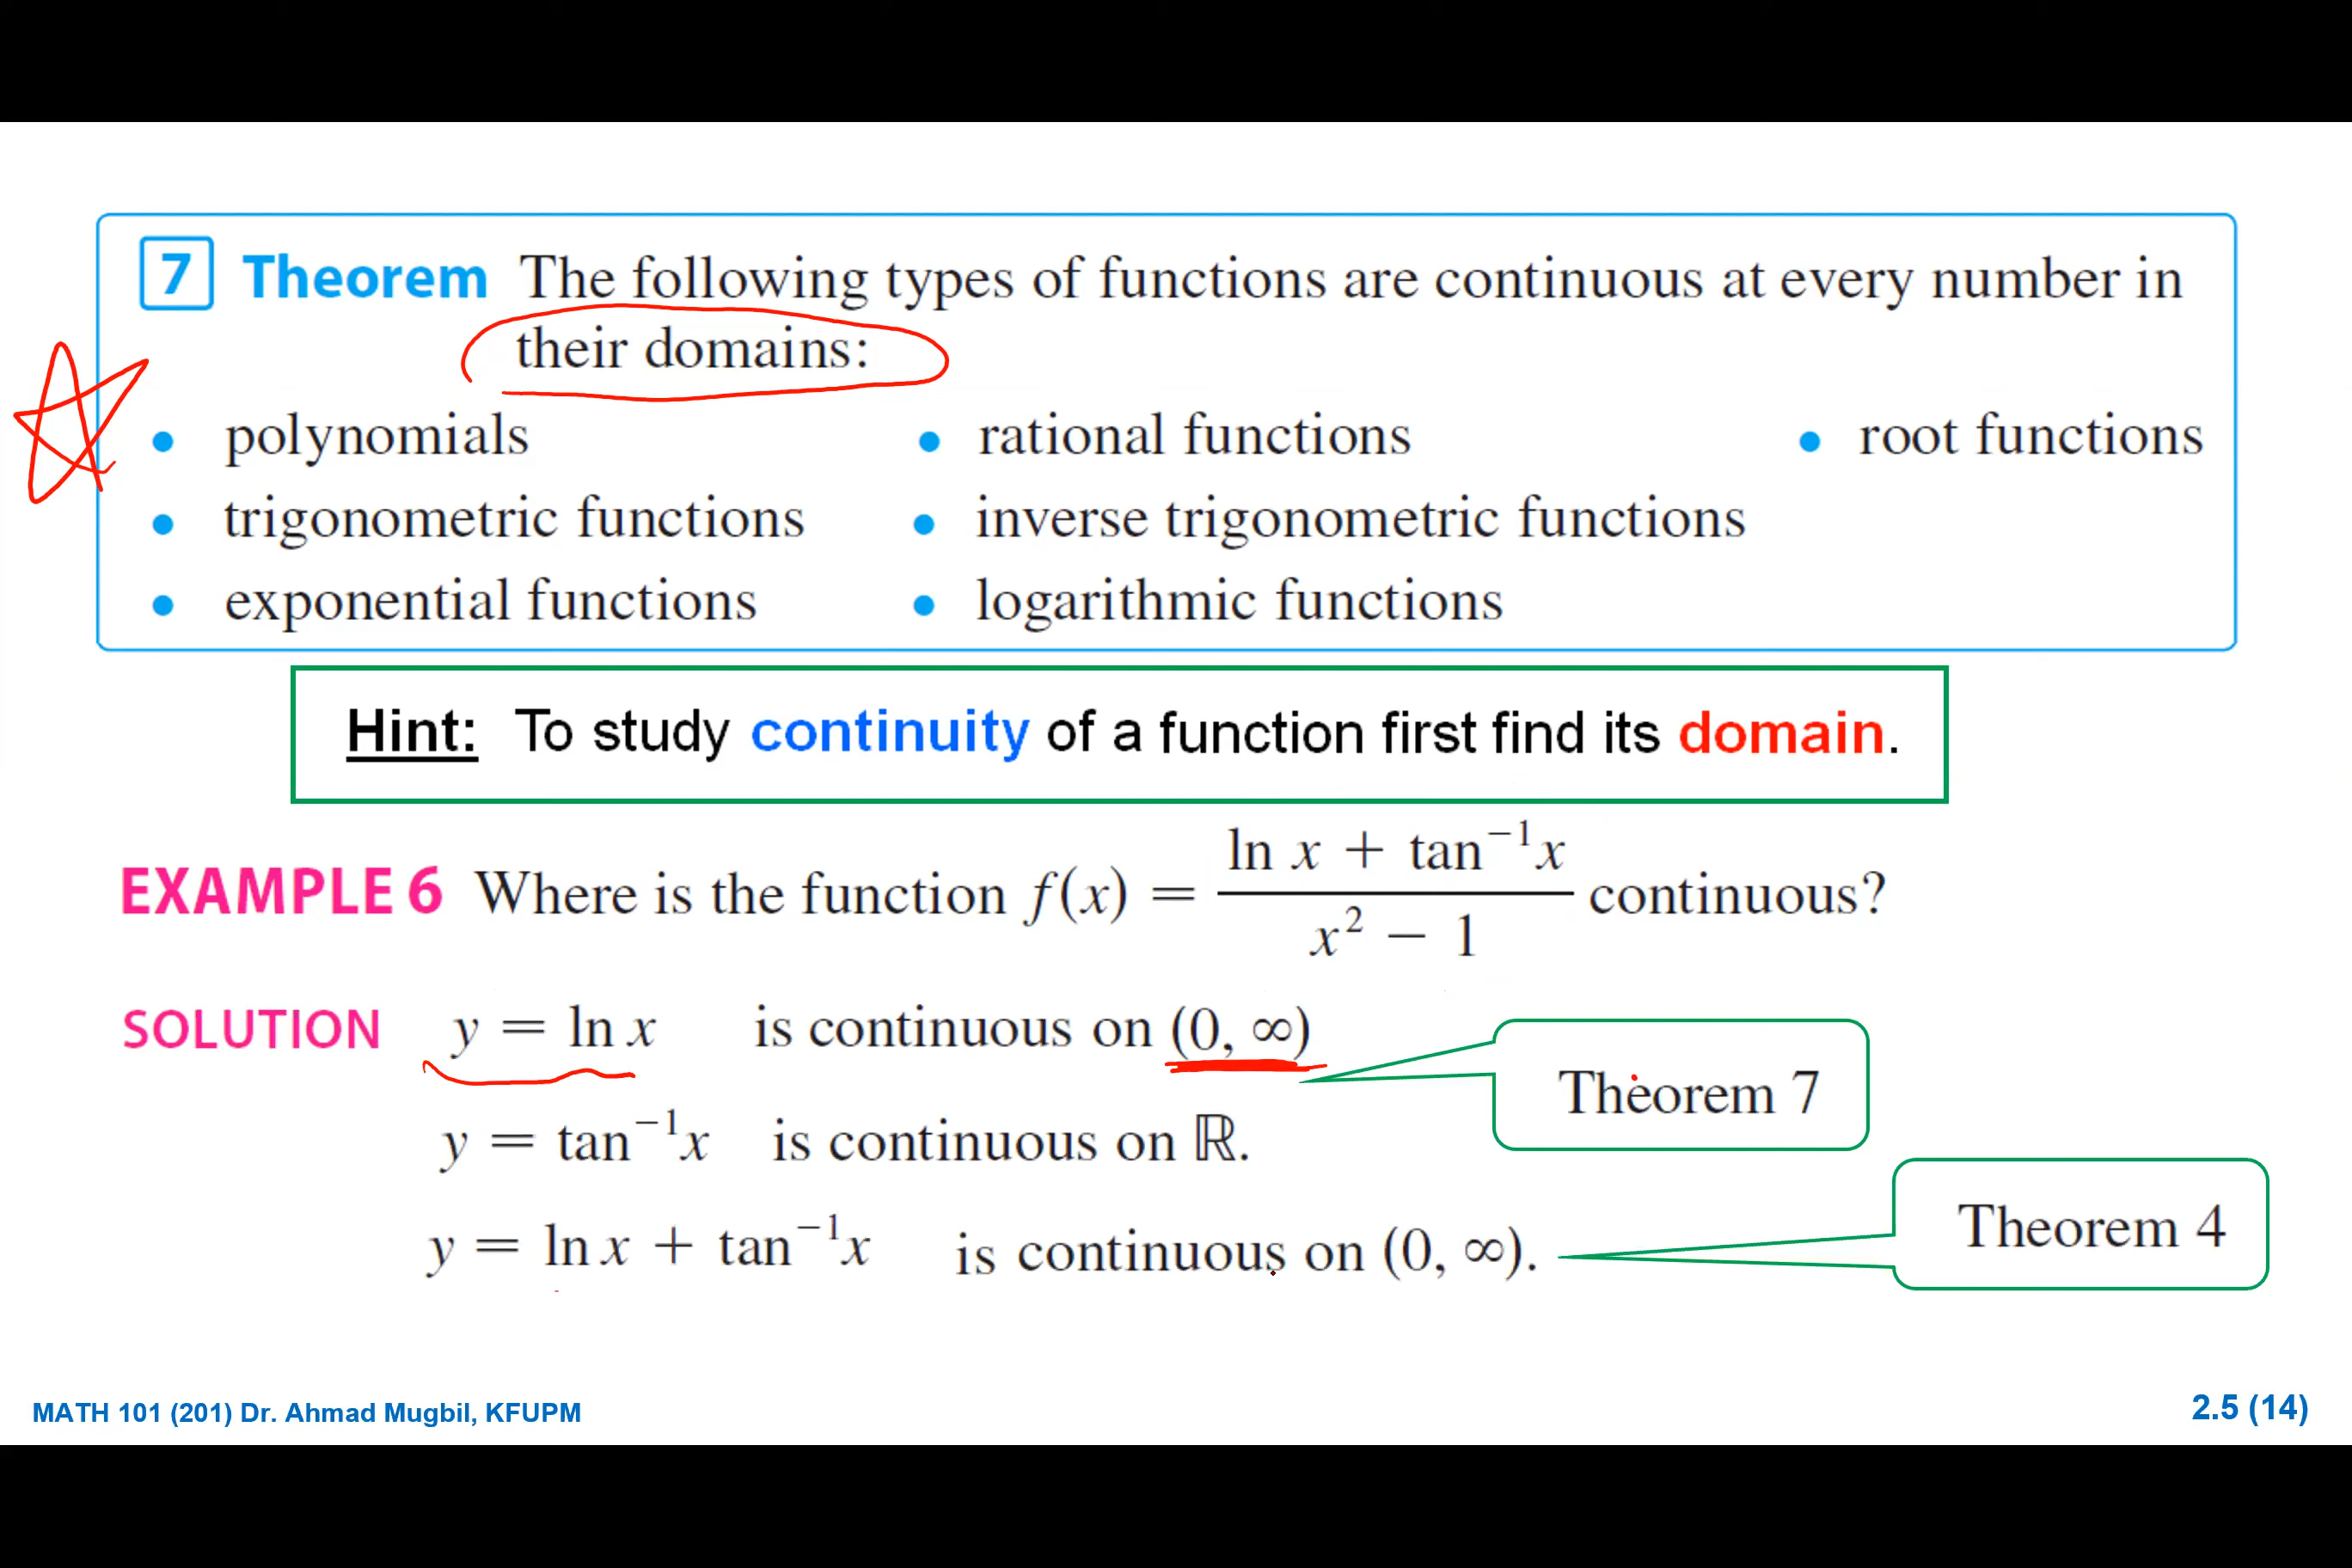 7 Theorem The following types of functions are continuous at every number in
their domains:
• polynomials • rational functions • root functions
• trigonometric functions • inverse trigonometric functions
• exponential functions • logarithmic functions
Hint: To study continuity of a function first find its domain.
EXAMPLE 6 Where is the function f(x) = (ln x + tan⁻¹x)/(x² − 1) continuous?
SOLUTION y = ln x is continuous on (0, ∞)
Theorem 7
y = tan⁻¹x is continuous on ℝ.
y = ln x + tan⁻¹x is continuous on (0, ∞).
Theorem 4
MATH 101 (201) Dr. Ahmad Mugbil, KFUPM 2.5 (14)